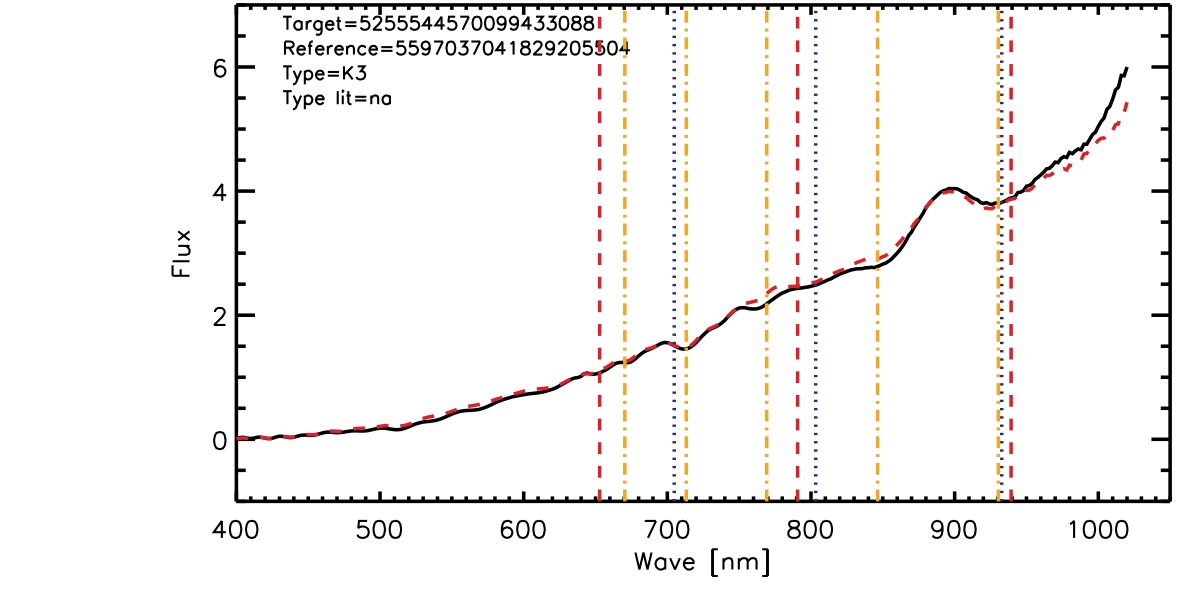 Target=5255544570099433088
Reference=5597037041829205504
Type=K3
Type lit=na
6
4
2
0
Flux
400 500 600 700 800 900 1000
Wave [nm]